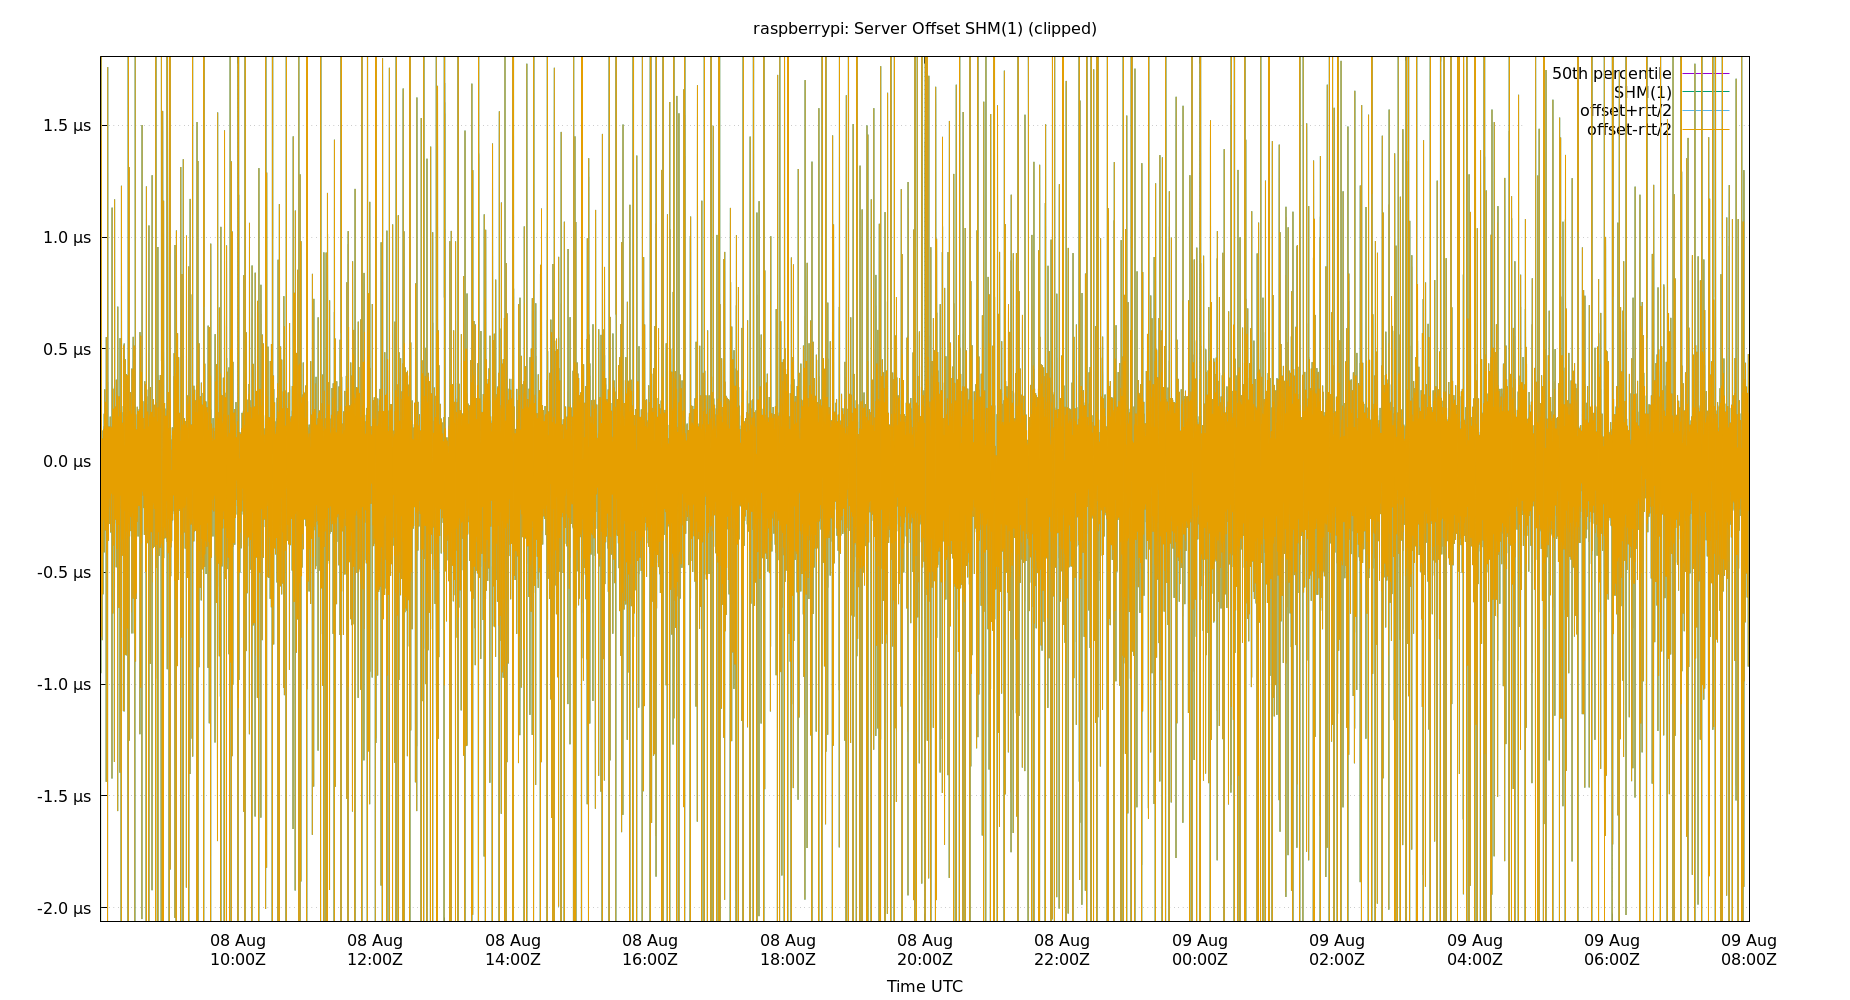 raspberrypi: Server Offset SHM(1) (clipped)
50th percentile
SHM(1)
offset+rtt/2
offset-rtt/2
1.5 µs
1.0 µs
0.5 µs
0.0 µs
-0.5 µs
-1.0 µs
-1.5 µs
-2.0 µs
08 Aug 08 Aug 08 Aug 08 Aug 08 Aug 08 Aug 08 Aug 09 Aug 09 Aug 09 Aug 09 Aug 09 Aug
10:00Z 12:00Z 14:00Z 16:00Z 18:00Z 20:00Z 22:00Z 00:00Z 02:00Z 04:00Z 06:00Z 08:00Z
Time UTC